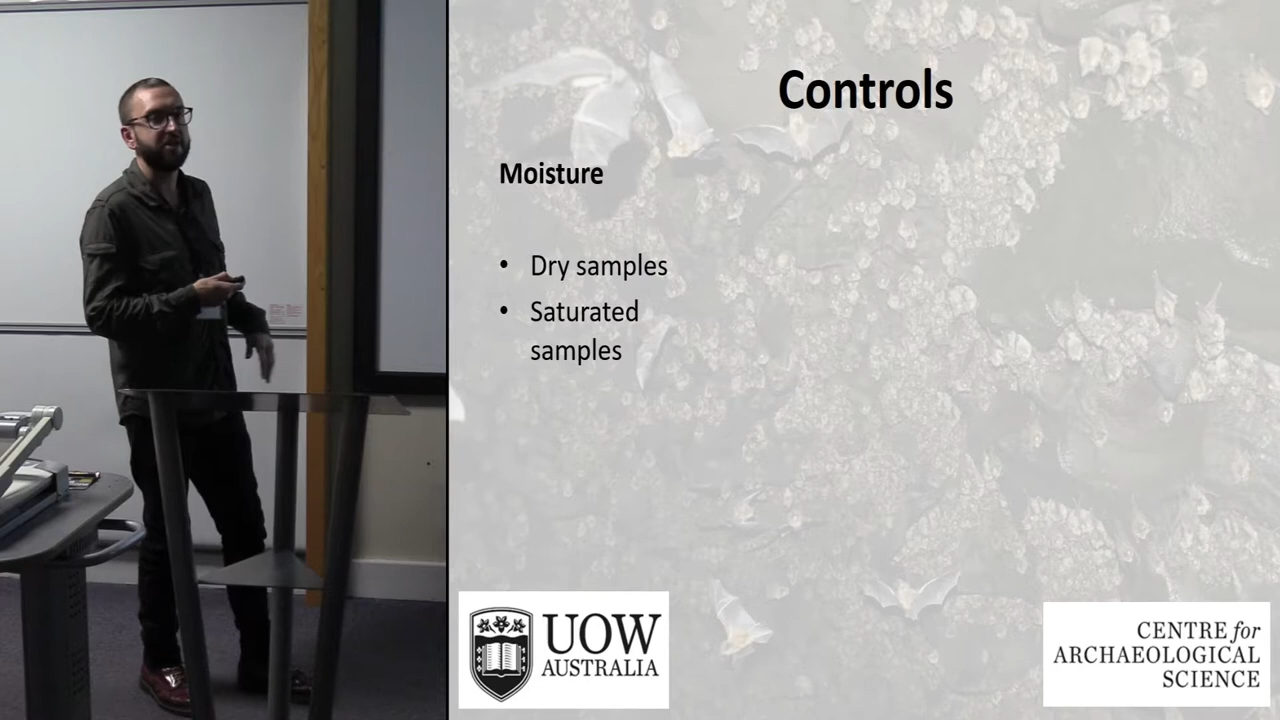 Controls
Moisture
• Dry samples
• Saturated
samples
UOW
AUSTRALIA
CENTRE for
ARCHAEOLOGICAL
SCIENCE